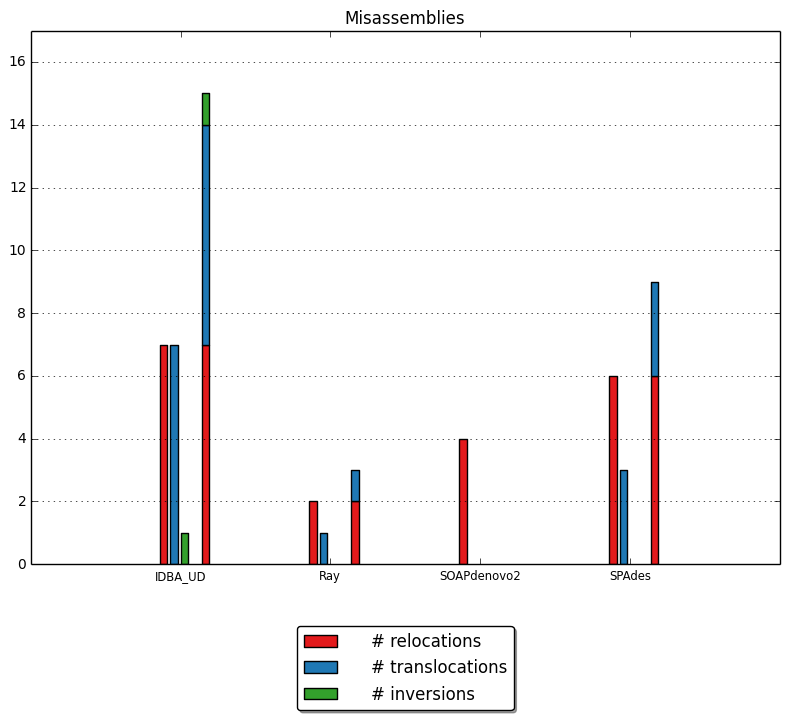 Misassemblies
16
14
12
10
8
6
4
2
0
IDBA_UD Ray SOAPdenovo2 SPAdes
# relocations
# translocations
# inversions